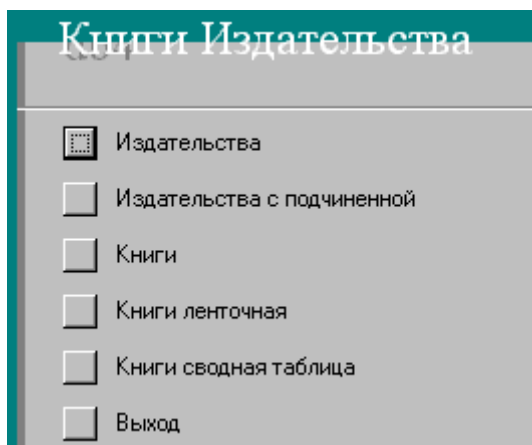 Книги Издательства
Издательства
Издательства с подчиненной
Книги
Книги ленточная
Книги сводная таблица
Выход